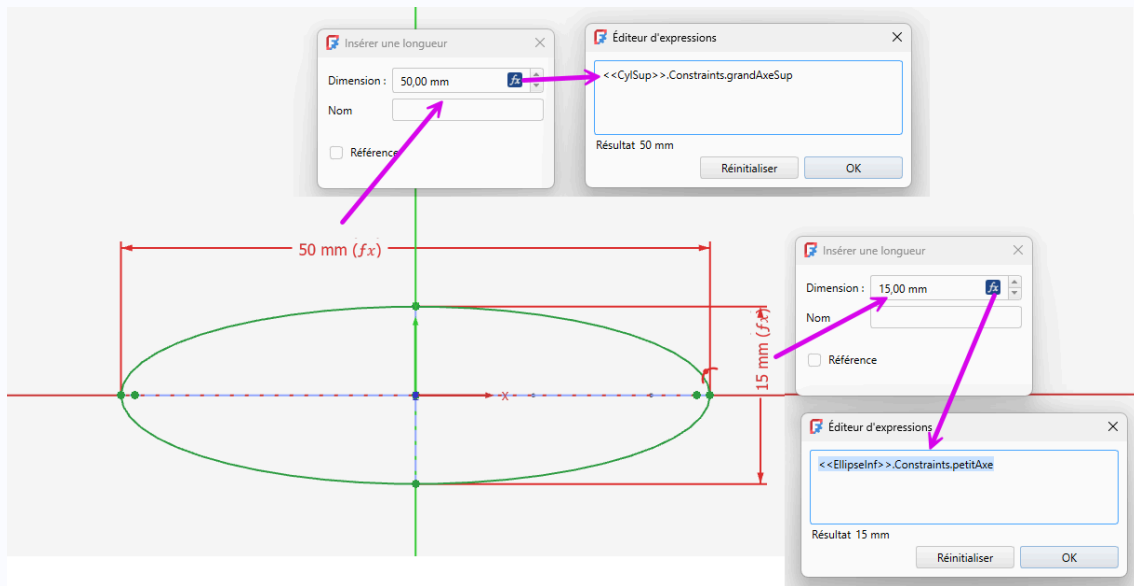 Insérer une longueur
Dimension : 50,00 mm fx
Nom
Référence
Éditeur d'expressions
<<CylSup>>.Constraints.grandAxeSup
Résultat 50 mm
Réinitialiser OK
50 mm (fx)
X
15 mm (fx)
Insérer une longueur
Dimension : 15,00 mm fx
Nom
Référence
Éditeur d'expressions
<<EllipseInf>>.Constraints.petitAxe
Résultat 15 mm
Réinitialiser OK